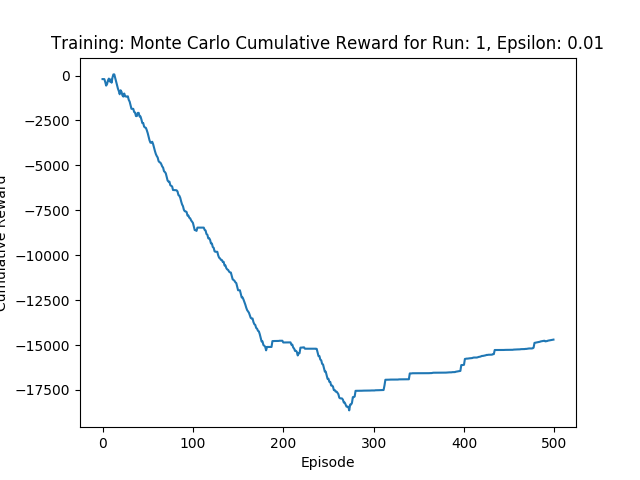 Training: Monte Carlo Cumulative Reward for Run: 1, Epsilon: 0.01
0
−2500
−5000
−7500
−10000
−12500
−15000
−17500
Cumulative Reward
0 100 200 300 400 500
Episode